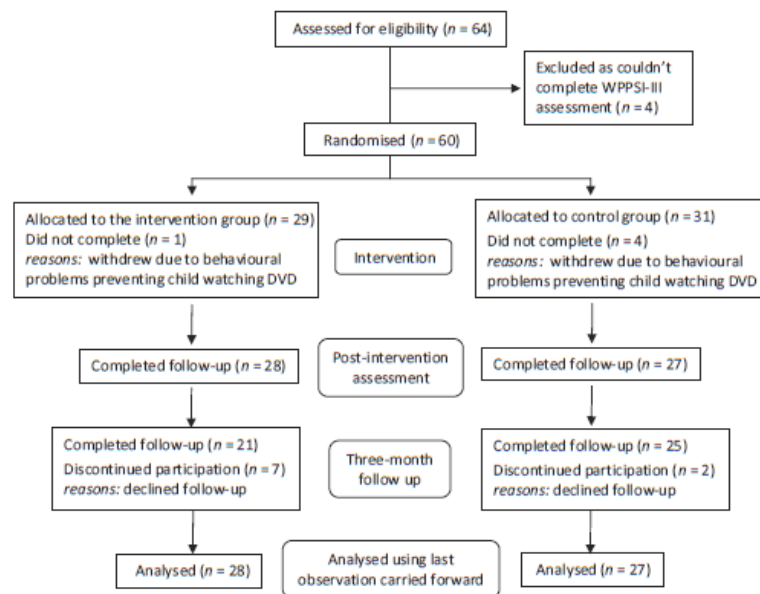 Assessed for eligibility (n = 64)
Excluded as couldn't
complete WPPSI-III
assessment (n = 4)
Randomised (n = 60)
Allocated to the intervention group (n = 29)
Did not complete (n = 1)
reasons: withdrew due to behavioural
problems preventing child watching DVD
Intervention
Allocated to control group (n = 31)
Did not complete (n = 4)
reasons: withdrew due to behavioural
problems preventing child watching DVD
Completed follow-up (n = 28)
Post-intervention
assessment
Completed follow-up (n = 27)
Completed follow-up (n = 21)
Discontinued participation (n = 7)
reasons: declined follow-up
Three-month
follow up
Completed follow-up (n = 25)
Discontinued participation (n = 2)
reasons: declined follow-up
Analysed (n = 28)
Analysed using last
observation carried forward
Analysed (n = 27)